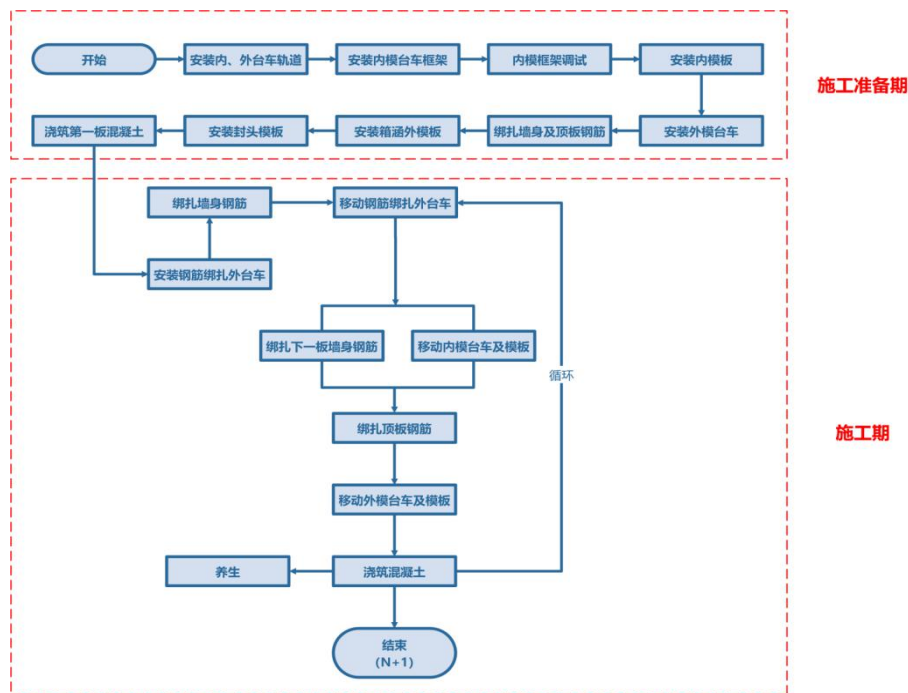 开始
安装内、外台车轨道
安装内模台车框架
内模框架调试
安装内模板
施工准备期
浇筑第一板混凝土
安装封头模板
安装箱涵外模板
绑扎墙身及顶板钢筋
安装外模台车
绑扎墙身钢筋
移动钢筋绑扎外台车
安装钢筋绑扎外台车
绑扎下一板墙身钢筋
移动内模台车及模板
循环
绑扎顶板钢筋
施工期
移动外模台车及模板
养生
浇筑混凝土
结束
(N+1)